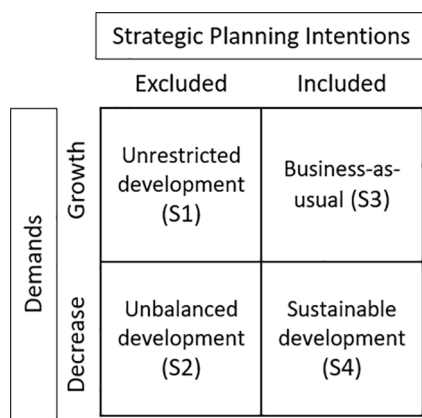 Strategic Planning Intentions
Excluded
Included
Demands
Growth
Unrestricted
development
(S1)
Business-as-
usual (S3)
Decrease
Unbalanced
development
(S2)
Sustainable
development
(S4)